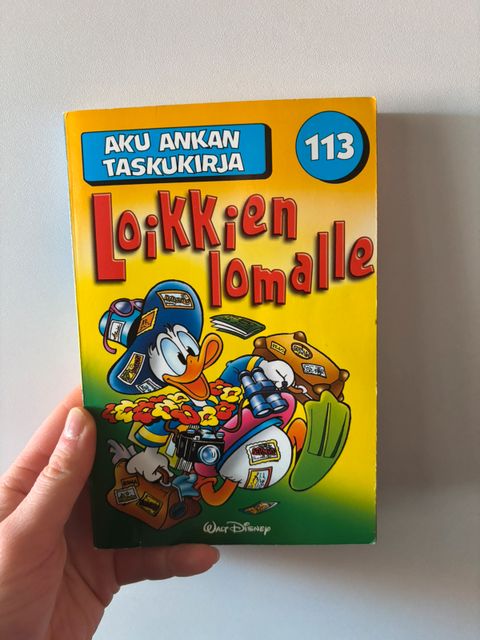 AKU ANKAN
TASKUKIRJA
113
Loikkien
lomalle
WALT DISNEY